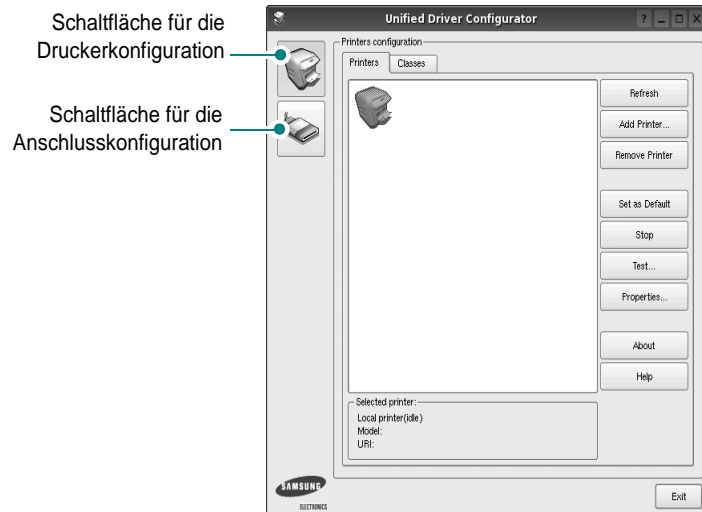 Schaltfläche für die
Druckerkonfiguration
Schaltfläche für die
Anschlusskonfiguration
Unified Driver Configurator
Printers configuration
Printers
Classes
Refresh
Add Printer...
Remove Printer
Set as Default
Stop
Test...
Properties...
About
Help
Selected printer:
Local printer(idle)
Model:
URI:
SAMSUNG
ELECTRONICS
Exit